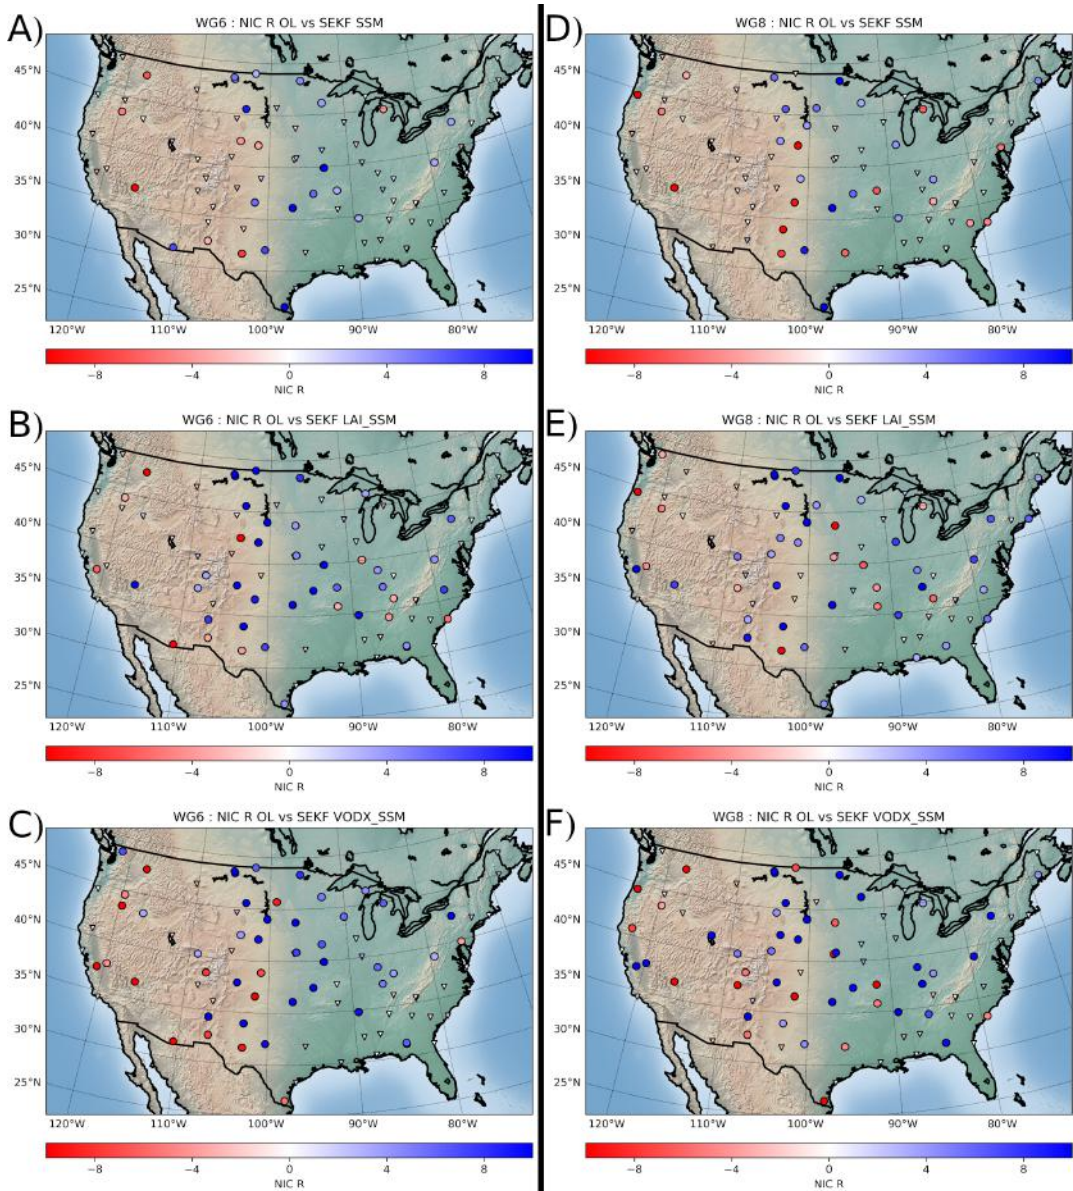 A)
WG6 : NIC R OL vs SEKF SSM
45°N
40°N
35°N
30°N
25°N
120°W 110°W 100°W 90°W 80°W
−8 −4 0 4 8
NIC R
B)
WG6 : NIC R OL vs SEKF LAI_SSM
45°N
40°N
35°N
30°N
25°N
120°W 110°W 100°W 90°W 80°W
−8 −4 0 4 8
NIC R
C)
WG6 : NIC R OL vs SEKF VODX_SSM
45°N
40°N
35°N
30°N
25°N
120°W 110°W 100°W 90°W 80°W
−8 −4 0 4 8
NIC R
D)
WG8 : NIC R OL vs SEKF SSM
45°N
40°N
35°N
30°N
25°N
120°W 110°W 100°W 90°W 80°W
−8 −4 0 4 8
NIC R
E)
WG8 : NIC R OL vs SEKF LAI_SSM
45°N
40°N
35°N
30°N
25°N
120°W 110°W 100°W 90°W 80°W
−8 −4 0 4 8
NIC R
F)
WG8 : NIC R OL vs SEKF VODX_SSM
45°N
40°N
35°N
30°N
25°N
120°W 110°W 100°W 90°W 80°W
−8 −4 0 4 8
NIC R